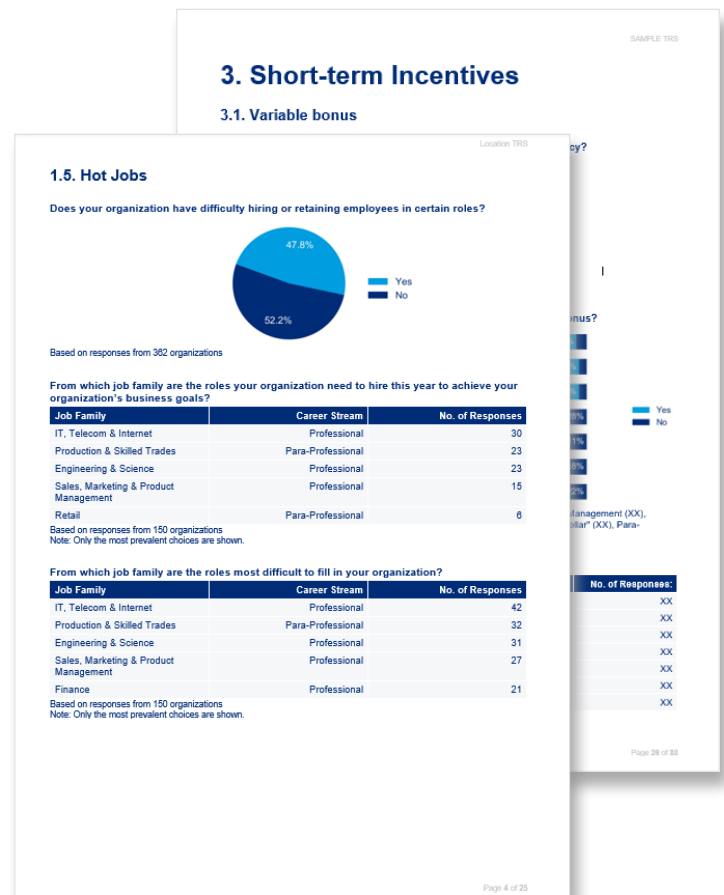 SAMPLE TRS
3. Short-term Incentives
3.1. Variable bonus
Location TRS
1.5. Hot Jobs
Does your organization have difficulty hiring or retaining employees in certain roles?
47.8%
52.2%
Yes
No
Based on responses from 362 organizations
From which job family are the roles your organization need to hire this year to achieve your
organization's business goals?
Job Family Career Stream No. of Responses
IT, Telecom & Internet Professional 30
Production & Skilled Trades Para-Professional 23
Engineering & Science Professional 23
Sales, Marketing & Product
Management Professional 15
Retail Para-Professional 6
Based on responses from 150 organizations
Note: Only the most prevalent choices are shown.
From which job family are the roles most difficult to fill in your organization?
Job Family Career Stream No. of Responses
IT, Telecom & Internet Professional 42
Production & Skilled Trades Para-Professional 32
Engineering & Science Professional 31
Sales, Marketing & Product
Management Professional 27
Finance Professional 21
Based on responses from 150 organizations
Note: Only the most prevalent choices are shown.
Page 4 of 25
cy?
onus?
Yes
No
Management (XX),
ollar" (XX), Para-
No. of Responses:
XX
XX
XX
XX
XX
XX
XX